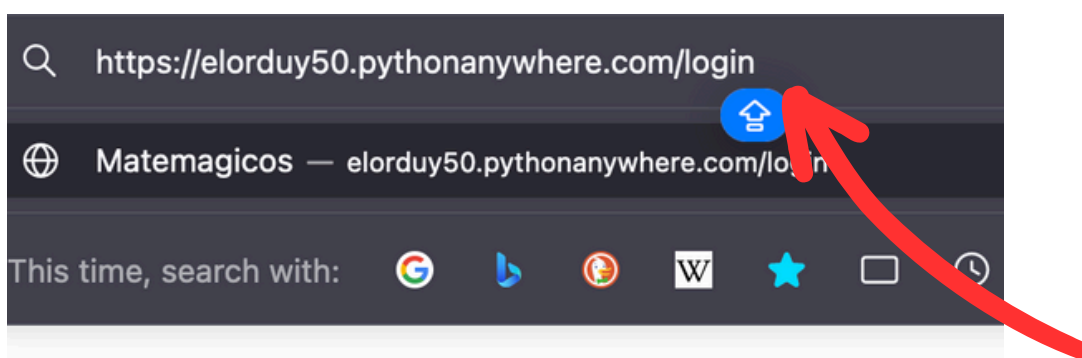 https://elorduy50.pythonanywhere.com/login
Matemagicos — elorduy50.pythonanywhere.com/login
This time, search with: G b W